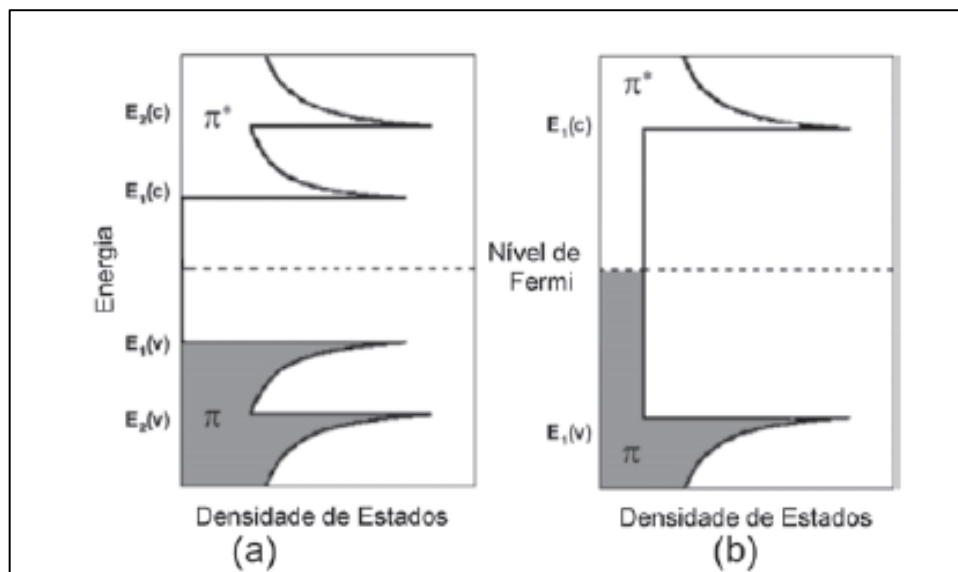 E₂(c)
π*
E₁(c)
Energia
E₁(v)
π
E₂(v)
Densidade de Estados
(a)
π*
E₁(c)
Nível de
Fermi
E₁(v)
π
Densidade de Estados
(b)